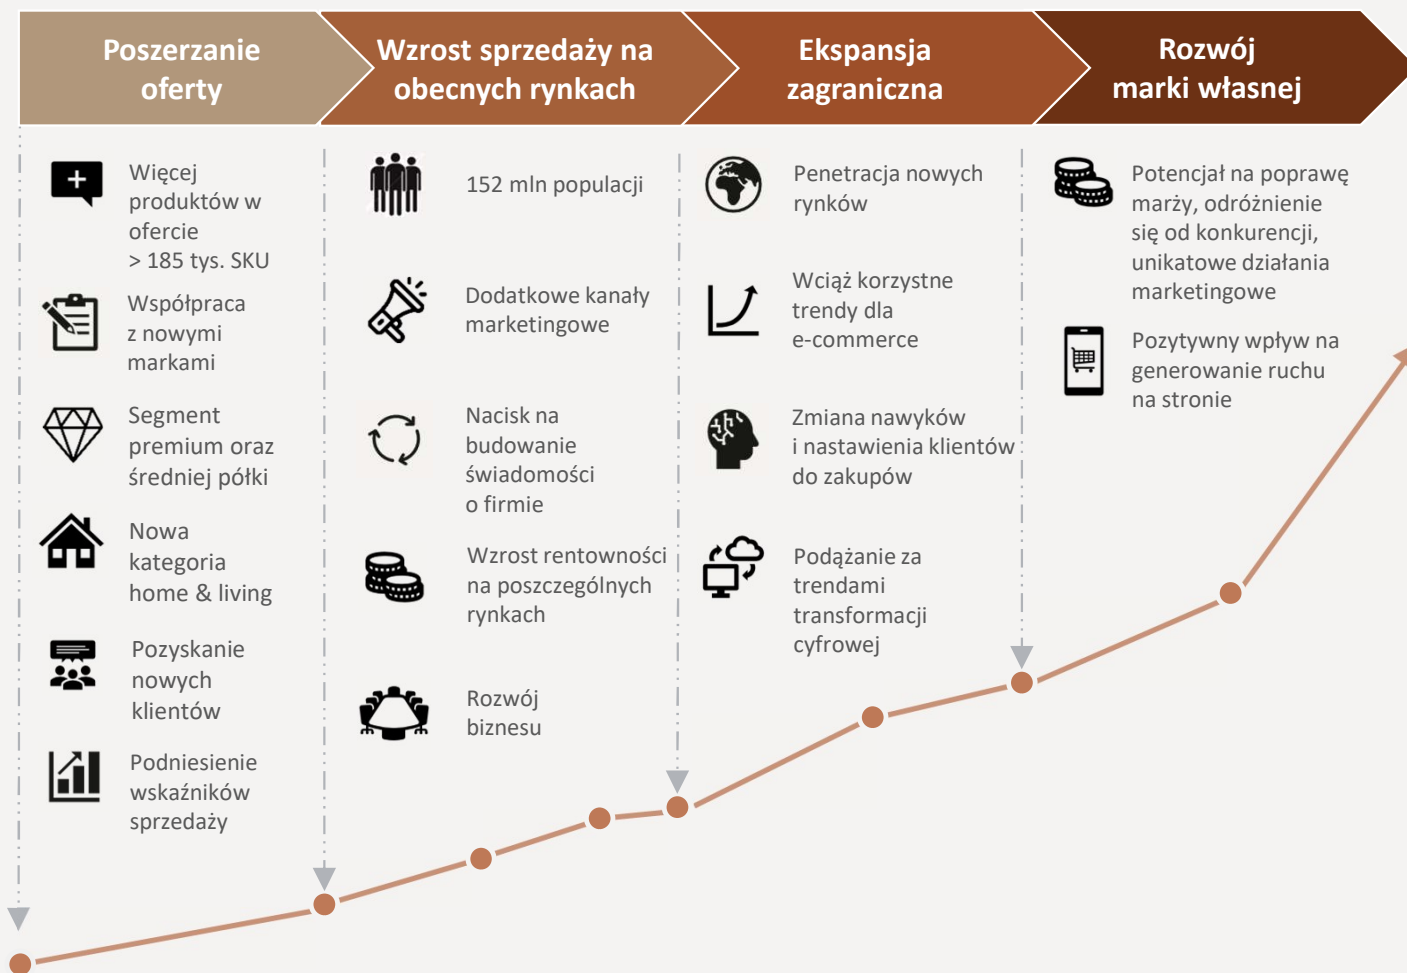 Poszerzanie
oferty
Wzrost sprzedaży na
obecnych rynkach
Ekspansja
zagraniczna
Rozwój
marki własnej
Więcej
produktów w
ofercie
> 185 tys. SKU
Współpraca
z nowymi
markami
Segment
premium oraz
średniej półki
Nowa
kategoria
home & living
Pozyskanie
nowych
klientów
Podniesienie
wskaźników
sprzedaży
152 mln populacji
Dodatkowe kanały
marketingowe
Nacisk na
budowanie
świadomości
o firmie
Wzrost rentowności
na poszczególnych
rynkach
Rozwój
biznesu
Penetracja nowych
rynków
Wciąż korzystne
trendy dla
e-commerce
Zmiana nawyków
i nastawienia klientów
do zakupów
Podążanie za
trendami
transformacji
cyfrowej
Potencjał na poprawę
marży, odróżnienie
się od konkurencji,
unikatowe działania
marketingowe
Pozytywny wpływ na
generowanie ruchu
na stronie